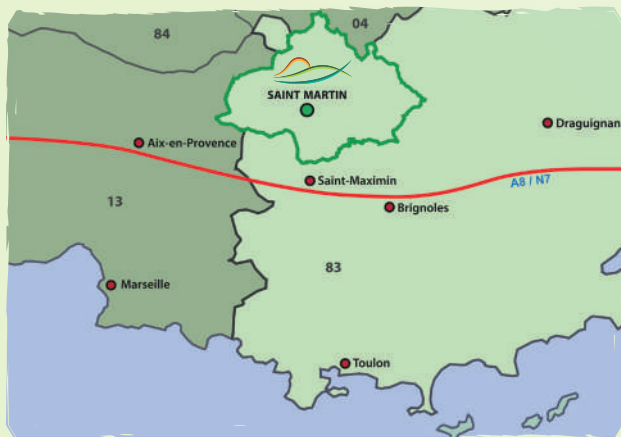 04
84
SAINT MARTIN
Draguignan
Aix-en-Provence
Saint-Maximin
A8 / N7
13
Brignoles
83
Marseille
Toulon